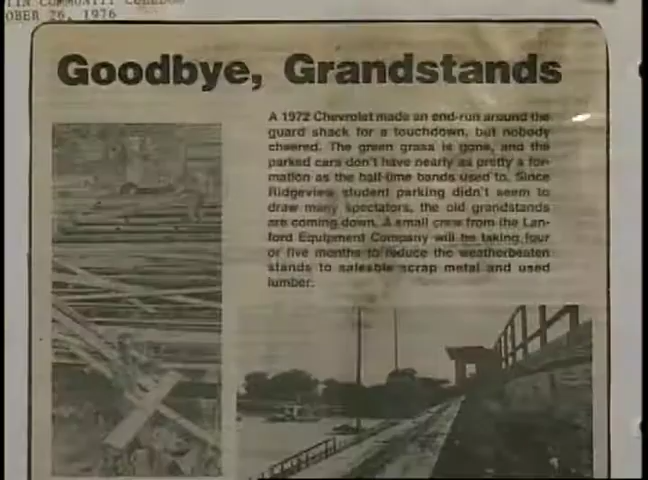 TIN COMMUNITY
OBER 26, 1976
Goodbye, Grandstands
A 1972 Chevrolet made an end-run around the
guard shack for a touchdown, but nobody
cheered. The green grass is gone, and the
parked cars don't have nearly as pretty a for-
mation as the half-time bands used to. Since
Ridgeview student parking didn't seem to
draw many spectators, the old grandstands
are coming down. A small crew from the Lan-
ford Equipment Company will be taking four
or five months to reduce the weatherbeaten
stands to saleable scrap metal and used
lumber.